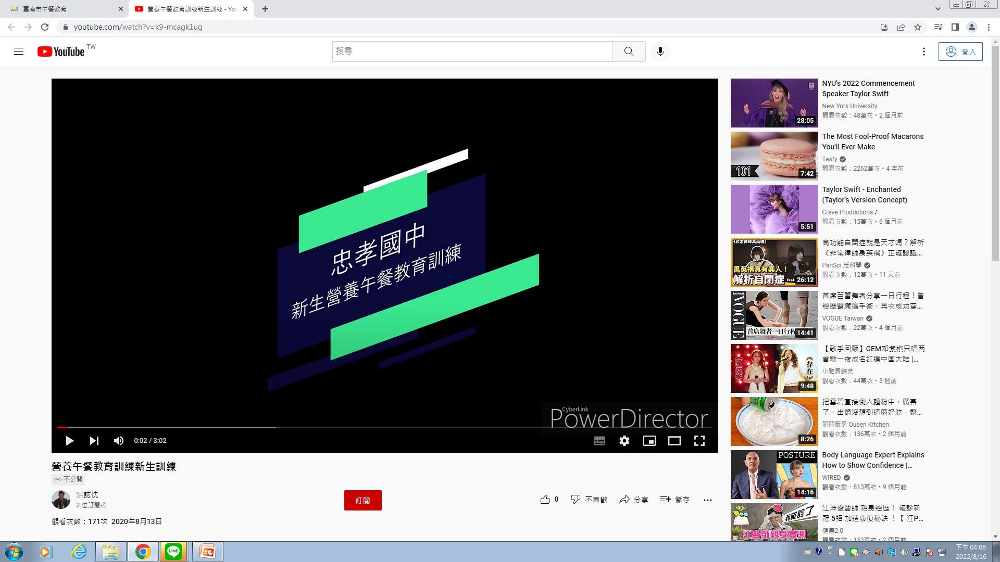 臺南市午餐教育
營養午餐教育訓練新生訓練 - You
youtube.com/watch?v=k9-mcagk1ug
YouTube TW
搜尋
登入
忠孝國中
新生營養午餐教育訓練
CyberLink
PowerDirector
0:02 / 3:02
營養午餐教育訓練新生訓練
不公開
洪誌忱
2 位訂閱者
訂閱
0
不喜歡
分享
儲存
觀看次數：171次 2020年8月13日
NYU
28:05
NYU's 2022 Commencement
Speaker Taylor Swift
New York University
觀看次數：48萬次・2 個月前
101
7:42
The Most Fool-Proof Macarons
You'll Ever Make
Tasty
觀看次數：2262萬次・4 年前
5:51
Taylor Swift - Enchanted
(Taylor's Version Concept)
Crave Productions ♪
觀看次數：15萬次・6 個月前
《非常律師禹英禑》
禹英禑真有其人！
解析自閉症 feat.
26:12
高功能自閉症就是天才嗎？解析
《非常律師禹英禑》正確認識...
PanSci 泛科學
觀看次數：12萬次・11 天前
TAIWAN
VOGUE
首席舞者一日行程
14:41
首席芭蕾舞者分享一日行程！曾
經歷腎臟癌手術，再次成功穿...
VOGUE Taiwan
觀看次數：22萬次・4 個月前
《存在》
9:48
【歌手回顾】GEM邓紫棋只唱两
首歌一夜成名红遍中国大陆 |...
小雅看综艺
觀看次數：44萬次・3 週前
8:26
把雪碧直接倒入麵粉中，厲害
了，出鍋沒想到這麼好吃，鬆...
丽丽厨房 Queen Kitchen
觀看次數：136萬次・2 個月前
POSTURE
14:16
Body Language Expert Explains
How to Show Confidence |...
WIRED
觀看次數：813萬次・9 個月前
我確診了
江醫師親身實測
江坤俊醫師 親身經歷！ 確診新
冠 5招 加速康復秘訣 ！【 江P...
健康2.0
觀看次數：153萬次・2 個月前
LINE
下午 04:08
2022/8/16